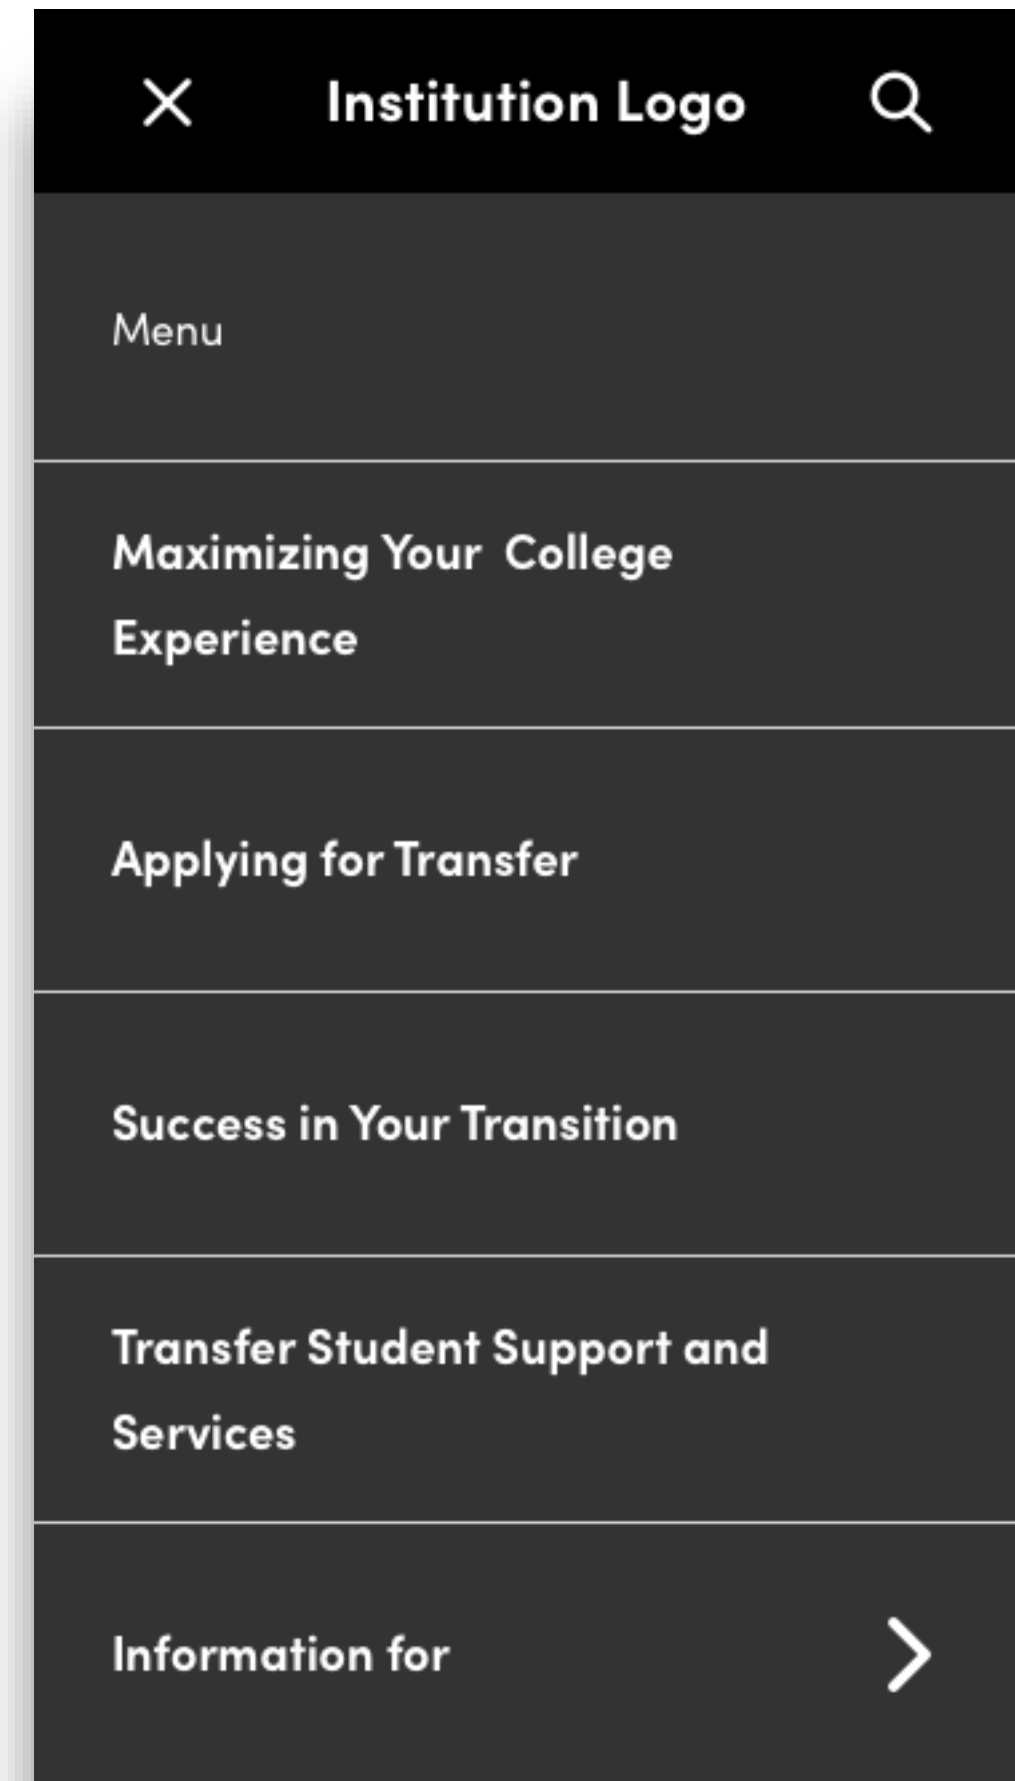 Institution Logo
Menu
Maximizing Your  College
Experience
Applying for Transfer
Success in Your Transition
Transfer Student Support and
Services
Information for